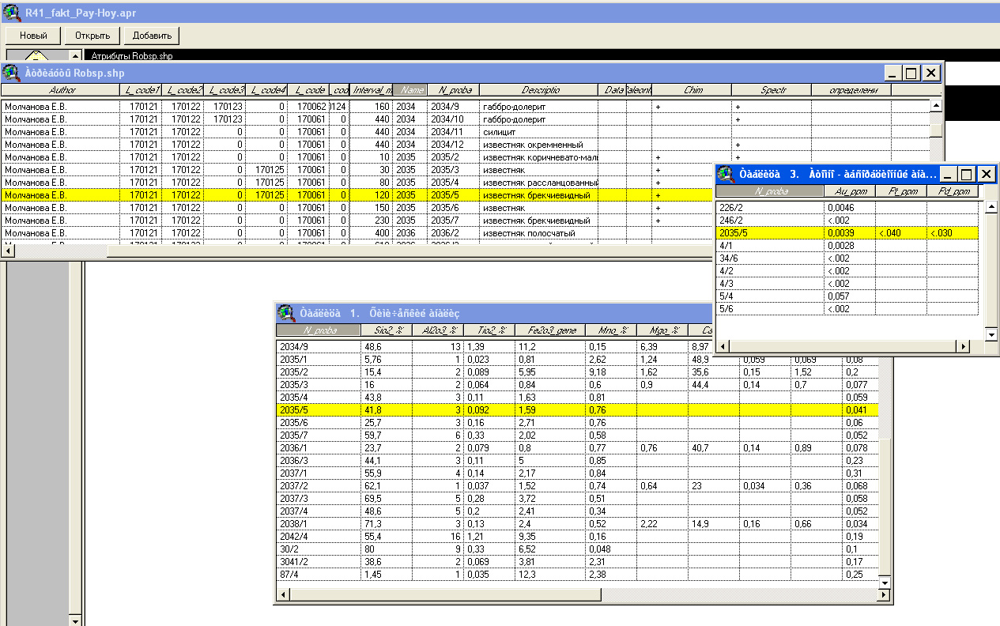 R41_fakt_Pay-Hoy.apr
Новый Открыть Добавить
Атрибуты Robsp.shp
Àòðèáóòû Robsp.shp
Author L_code1 L_code2 L_code3 L_code4 L_code _cod Interval_m Name N_proba Descriptio Data aleont Chim Spectr определени
Молчанова Е.В. 170121 170122 170123 0 170062 0124 160 2034 2034/9 габбро-долерит + +
Молчанова Е.В. 170121 170122 170123 0 170061 0 440 2034 2034/10 габбро-долерит +
Молчанова Е.В. 170121 170122 0 0 170061 0 440 2034 2034/11 силицит
Молчанова Е.В. 170121 170122 0 0 170061 0 440 2034 2034/12 известняк окремненный +
Молчанова Е.В. 170121 170122 0 0 170061 0 10 2035 2035/2 известняк коричневато-мал + +
Молчанова Е.В. 170121 170122 0 170125 170061 0 30 2035 2035/3 известняк +
Молчанова Е.В. 170121 170122 0 170125 170061 0 80 2035 2035/4 известняк рассланцованный +
Молчанова Е.В. 170121 170122 0 170125 170061 0 120 2035 2035/5 известняк брекчиевидный +
Молчанова Е.В. 170121 170122 0 0 170061 0 150 2035 2035/6 известняк +
Молчанова Е.В. 170121 170122 0 0 170061 0 230 2035 2035/7 известняк брекчиевидный +
Молчанова Е.В. 170121 170122 0 0 170061 0 400 2036 2036/2 известняк полосчатый
Òàáëèöà 3. Àòîìíî - àáñîðáöèîííûé àíà...
N_proba Au_ppm Pt_ppm Pd_ppm
226/2 0,0046
246/2 <.002
2035/5 0,0039 <.040 <.030
4/1 0,0028
34/6 <.002
4/2 <.002
4/3 <.002
5/4 0,057
5/6 <.002
Òàáëèöà 1. Õèìè÷åñêèé àíàëèç
N_proba Sio2_% Al2o3_% Tio2_% Fe2o3_gene Mno_% Mgo_% Ca
2034/9 48,6 13 1,39 11,2 0,15 6,39 8,97
2035/1 5,76 1 0,023 0,81 2,62 1,24 48,9 0,059 0,069 0,08
2035/2 15,4 2 0,089 5,95 9,18 1,62 35,6 0,15 1,52 0,2
2035/3 16 2 0,064 0,84 0,6 0,9 44,4 0,14 0,7 0,077
2035/4 43,8 3 0,11 1,63 0,81 0,059
2035/5 41,8 3 0,092 1,59 0,76 0,041
2035/6 25,7 3 0,16 2,71 0,76 0,06
2035/7 59,7 6 0,33 2,02 0,58 0,052
2036/1 23,7 2 0,079 0,8 0,77 0,76 40,7 0,14 0,89 0,078
2036/3 44,1 3 0,11 5 0,85 0,23
2037/1 55,9 4 0,14 2,17 0,84 0,31
2037/2 62,1 1 0,037 1,52 0,74 0,64 23 0,034 0,36 0,068
2037/3 69,5 5 0,28 3,72 0,51 0,058
2037/4 48,6 5 0,2 2,41 0,34 0,052
2038/1 71,3 3 0,13 2,4 0,52 2,22 14,9 0,16 0,66 0,034
2042/4 55,4 16 1,21 9,35 0,16 0,19
30/2 80 9 0,33 6,52 0,048 0,1
3041/2 38,6 2 0,069 3,81 2,31 0,17
87/4 1,45 1 0,035 12,3 2,38 0,25